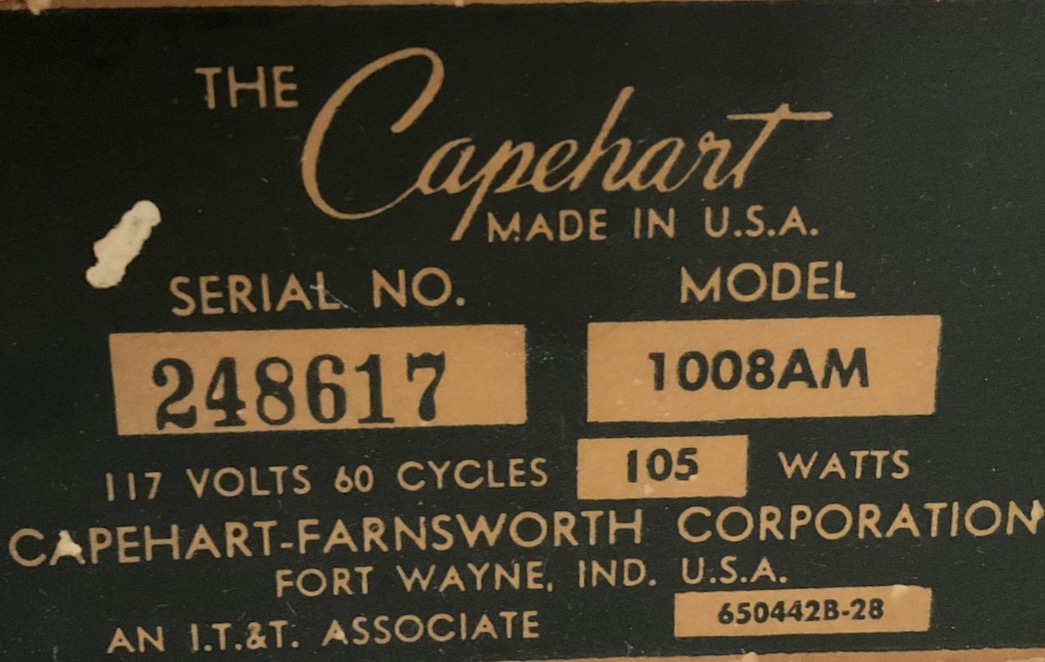 THE Capehart
MADE IN U.S.A.
SERIAL NO. MODEL
248617 1008AM
117 VOLTS 60 CYCLES 105 WATTS
CAPEHART-FARNSWORTH CORPORATION
FORT WAYNE, IND. U.S.A.
AN I.T.&T. ASSOCIATE 650442B-28